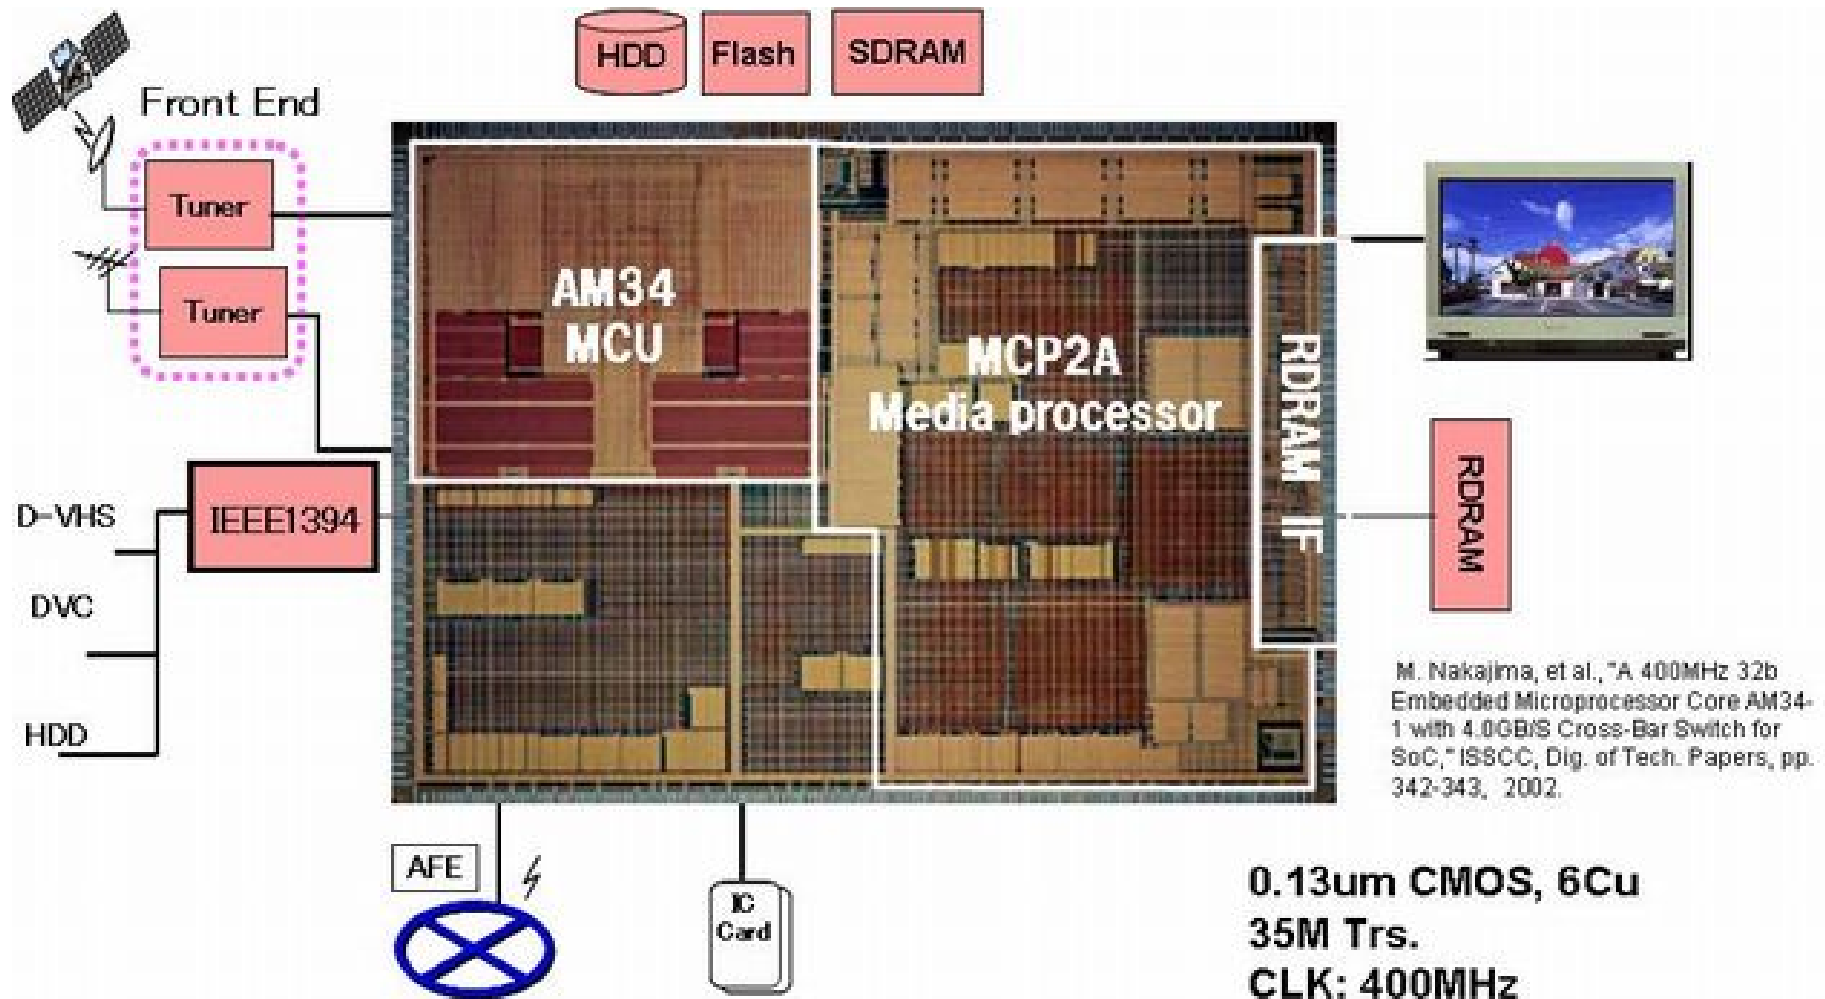 HDD
Flash
SDRAM
Front End
Tuner
Tuner
AM34
MCU
MCP2A
Media processor
RDRAM IF
RDRAM
D-VHS
IEEE1394
DVC
HDD
M. Nakajima, et al., "A 400MHz 32b
Embedded Microprocessor Core AM34-
1 with 4.0GB/S Cross-Bar Switch for
SoC," ISSCC, Dig. of Tech. Papers, pp.
342-343, 2002.
AFE
IC
Card
0.13um CMOS, 6Cu
35M Trs.
CLK: 400MHz